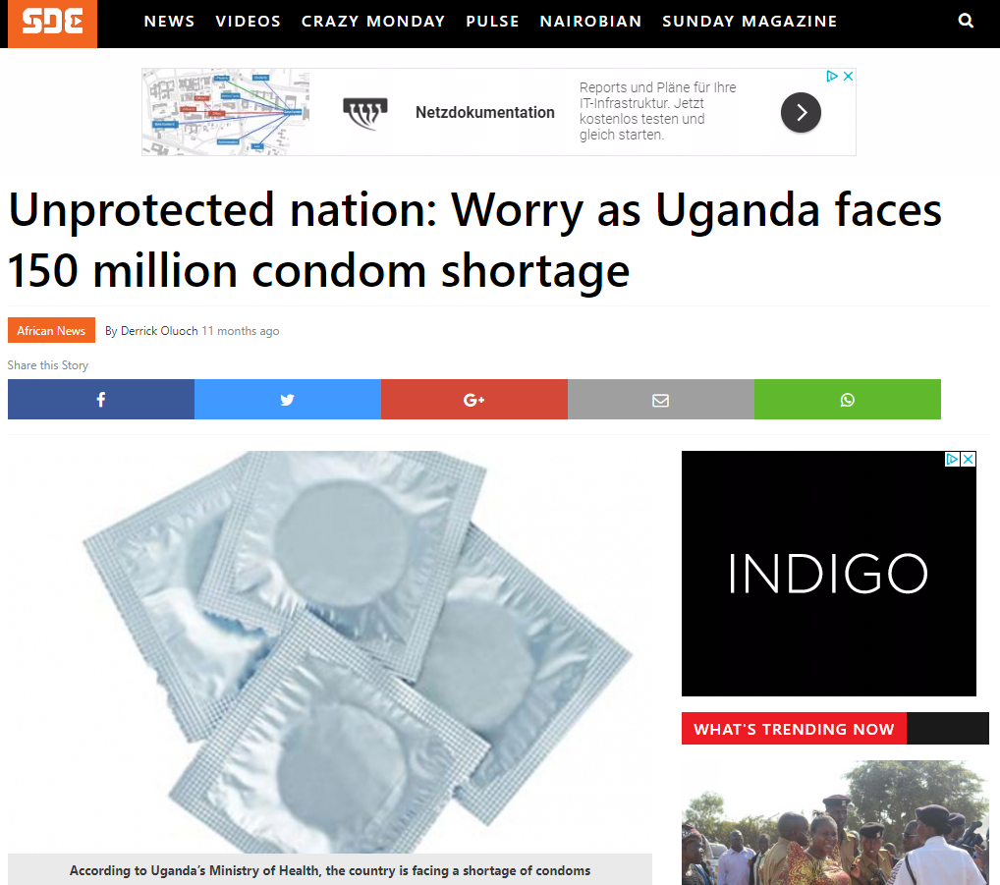 SDE
NEWS VIDEOS CRAZY MONDAY PULSE NAIROBIAN SUNDAY MAGAZINE
Netzdokumentation
Reports und Pläne für Ihre
IT-Infrastruktur. Jetzt
kostenlos testen und
gleich starten.
Unprotected nation: Worry as Uganda faces
150 million condom shortage
African News By Derrick Oluoch 11 months ago
Share this Story
G+
INDIGO
WHAT'S TRENDING NOW
According to Uganda’s Ministry of Health, the country is facing a shortage of condoms